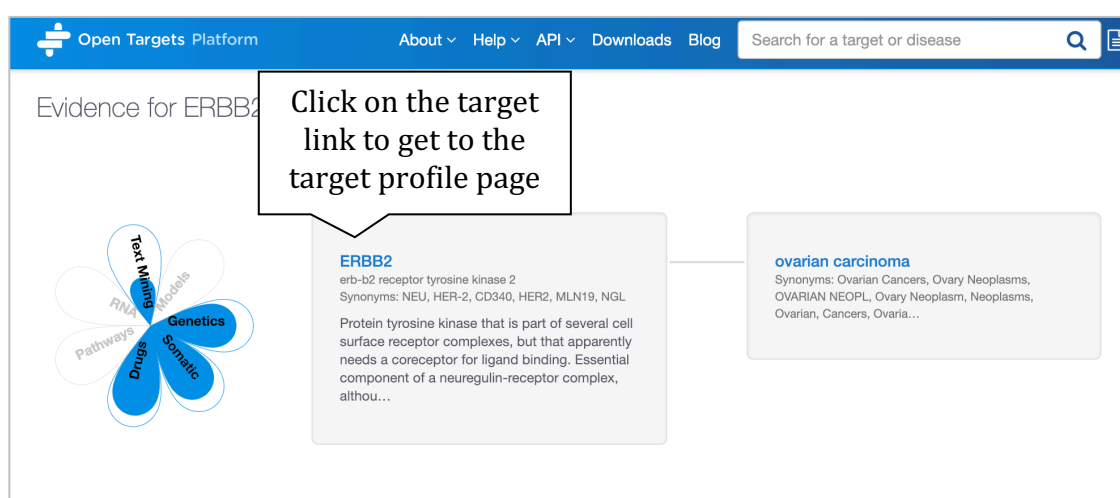 Open Targets Platform
About Help API Downloads Blog
Search for a target or disease
Evidence for ERBB2
Click on the target
link to get to the
target profile page
Text Mining
Models
RNA
Genetics
Pathways
Somatic
Drugs
ERBB2
erb-b2 receptor tyrosine kinase 2
Synonyms: NEU, HER-2, CD340, HER2, MLN19, NGL
Protein tyrosine kinase that is part of several cell
surface receptor complexes, but that apparently
needs a coreceptor for ligand binding. Essential
component of a neuregulin-receptor complex,
althou…
ovarian carcinoma
Synonyms: Ovarian Cancers, Ovary Neoplasms,
OVARIAN NEOPL, Ovary Neoplasm, Neoplasms,
Ovarian, Cancers, Ovaria…